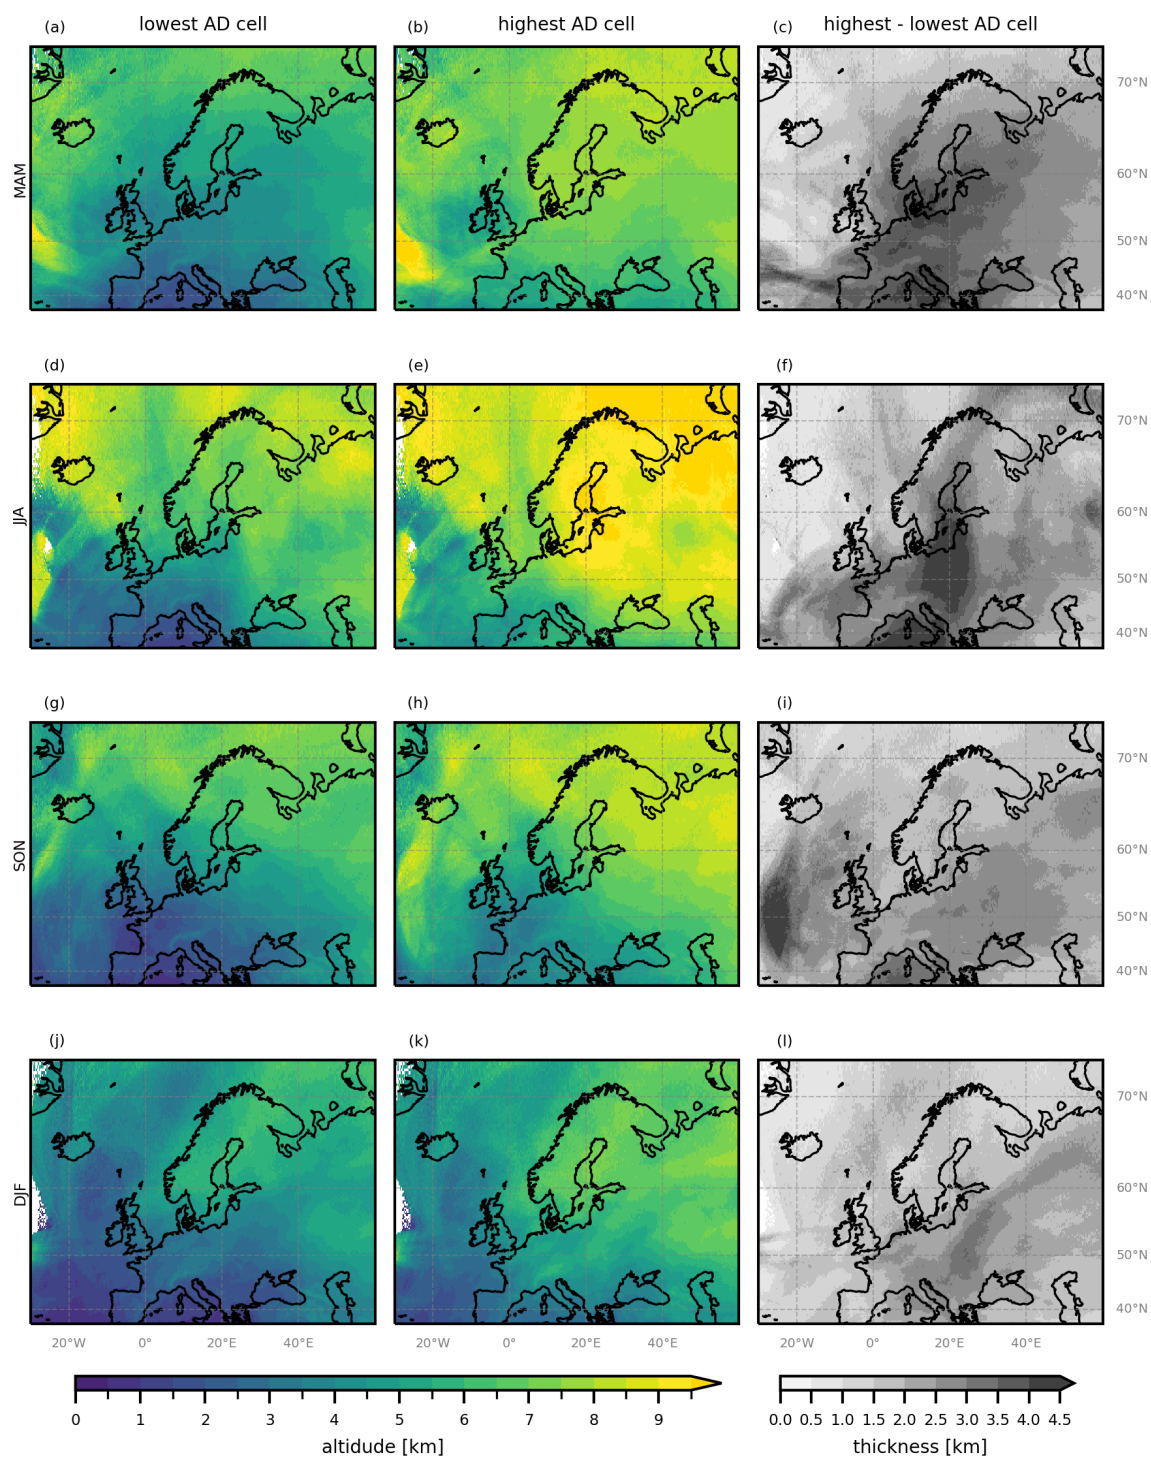 (a) lowest AD cell (b) highest AD cell (c) highest - lowest AD cell
70°N
MAM
60°N
50°N
40°N
(d) (e) (f)
70°N
JJA
60°N
50°N
40°N
(g) (h) (i)
70°N
SON
60°N
50°N
40°N
(j) (k) (l)
70°N
DJF
60°N
50°N
40°N
20°W 0° 20°E 40°E 20°W 0° 20°E 40°E 20°W 0° 20°E 40°E
0 1 2 3 4 5 6 7 8 9 0.0 0.5 1.0 1.5 2.0 2.5 3.0 3.5 4.0 4.5
altidude [km] thickness [km]